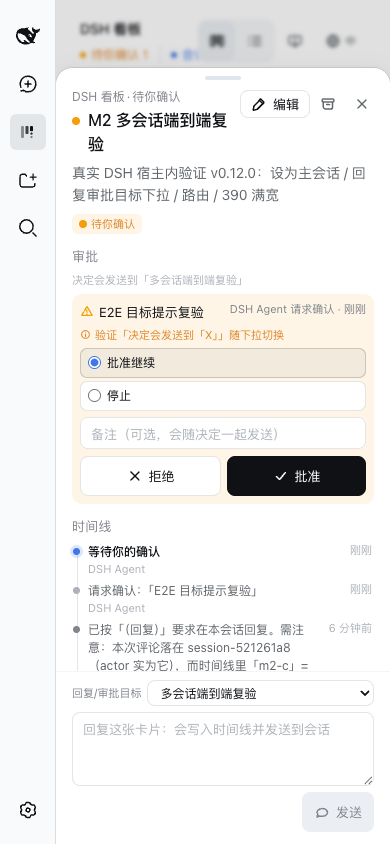 DSH 看板
待你确认 1
DSH 看板 · 待你确认
编辑
M2 多会话端到端复
验
真实 DSH 宿主内验证 v0.12.0：设为主会话 / 回
复审批目标下拉 / 路由 / 390 满宽
待你确认
审批
决定会发送到「多会话端到端复验」
E2E 目标提示复验
DSH Agent 请求确认 · 刚刚
验证「决定会发送到「X」」随下拉切换
批准继续
停止
备注（可选，会随决定一起发送）
拒绝
批准
时间线
等待你的确认
刚刚
DSH Agent
请求确认：「E2E 目标提示复验」
刚刚
DSH Agent
已按「(回复)」要求在本会话回复。需注
6 分钟前
意：本次评论落在 session-521261a8
（actor 实为它），而时间线里「m2-c」=
回复/审批目标
多会话端到端复验
回复这张卡片：会写入时间线并发送到会话
发送